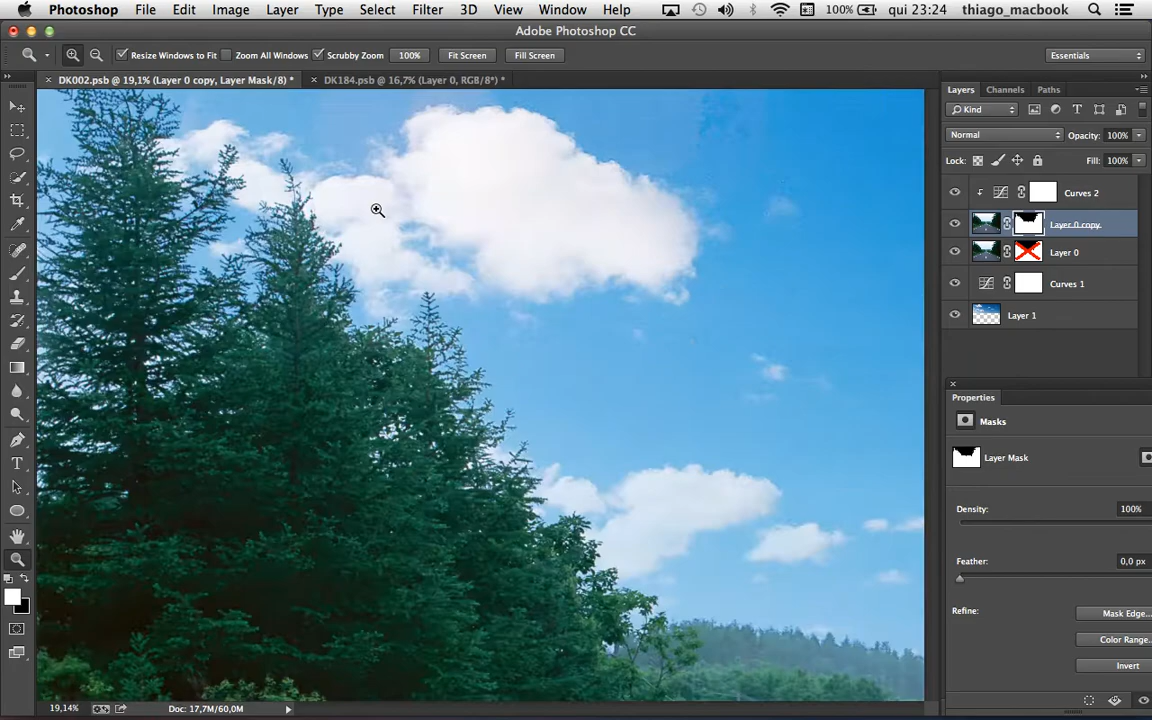 Photoshop File Edit Image Layer Type Select Filter 3D View Window Help 100% qui 23:24 thiago_macbook
Adobe Photoshop CC
Resize Windows to Fit Zoom All Windows Scrubby Zoom 100% Fit Screen Fill Screen Essentials
DK002.psb @ 19,1% (Layer 0 copy, Layer Mask/8) * DK184.psb @ 16,7% (Layer 0, RGB/8*) *
Layers Channels Paths
Kind
Normal Opacity: 100%
Lock: Fill: 100%
Curves 2
Layer 0 copy
Layer 0
Curves 1
Layer 1
Properties
Masks
Layer Mask
Density: 100%
Feather: 0,0 px
Refine: Mask Edge...
Color Range...
Invert
19,14% Doc: 17,7M/60,0M